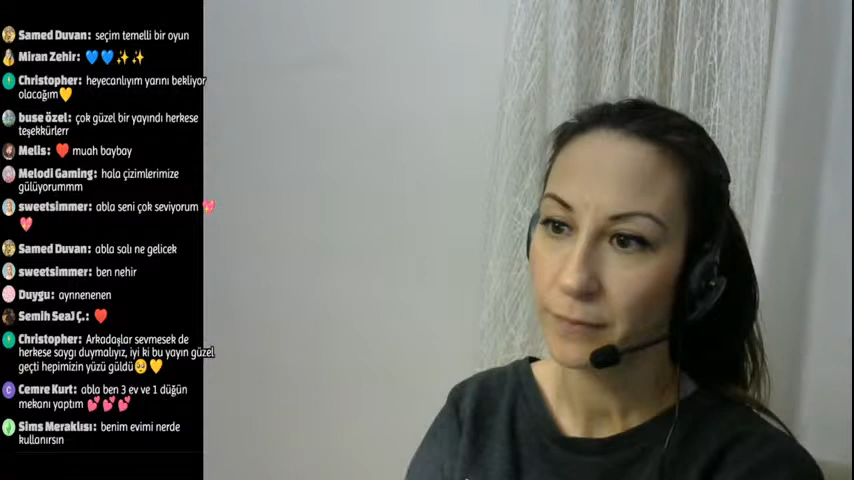 Samed Duvan: seçim temelli bir oyun
Miran Zehir: 💙💙✨✨
Christopher: heyecanlıyım yarını bekliyor
olacağım💛
buse özel: çok güzel bir yayındı herkese
teşekkürlerr
Melis: ♥️ muah baybay
Melodi Gaming: hala çizimlerimize
gülüyorummm
sweetsimmer: abla seni çok seviyorum 💖
💖
Samed Duvan: abla salı ne gelicek
sweetsimmer: ben nehir
Duygu: aynnenenen
Semih SeaJ Ç.: ♥️
Christopher: Arkadaşlar sevmesek de
herkese saygı duymalıyız, iyi ki bu yayın güzel
geçti hepimizin yüzü güldü🥺💛
C
Cemre Kurt: abla ben 3 ev ve 1 düğün
mekanı yaptım 💕💕💕
Sims Meraklısı: benim evimi nerde
kullanırsın